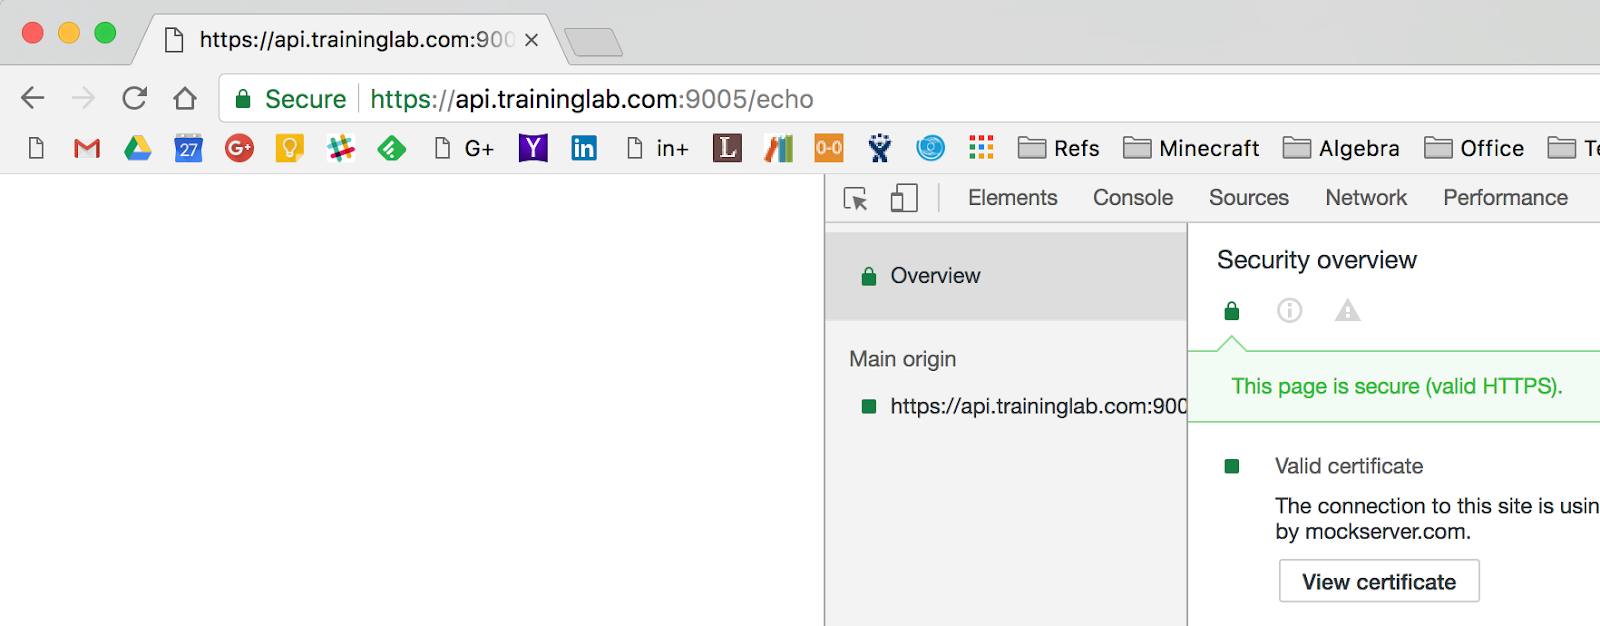 https://api.traininglab.com:900
Secure https://api.traininglab.com:9005/echo
27 G+ G+ Y in in+ L 0-0 Refs Minecraft Algebra Office Te
Elements Console Sources Network Performance
Overview
Main origin
https://api.traininglab.com:900
Security overview
This page is secure (valid HTTPS).
Valid certificate
The connection to this site is usin
by mockserver.com.
View certificate